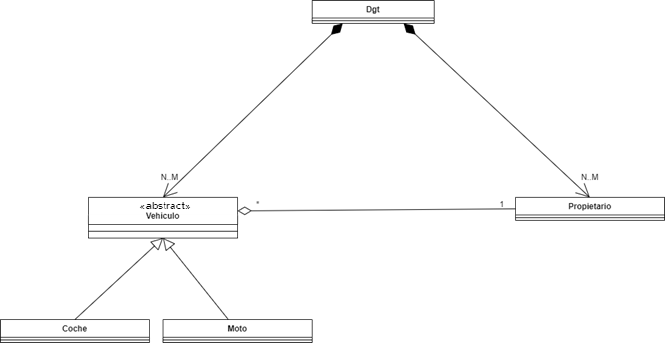 Dgt
N..M
N..M
«abstract»
Vehiculo
*
1
Propietario
Coche
Moto